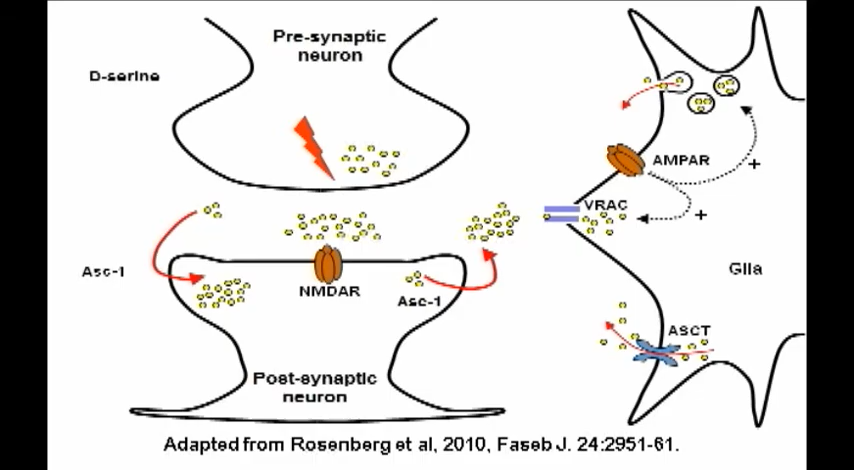 Pre-synaptic
neuron
D-serine
AMPAR
+
VRAC
+
Asc-1
NMDAR
Asc-1
Glia
ASCT
Post-synaptic
neuron
Adapted from Rosenberg et al, 2010, Faseb J. 24:2951-61.